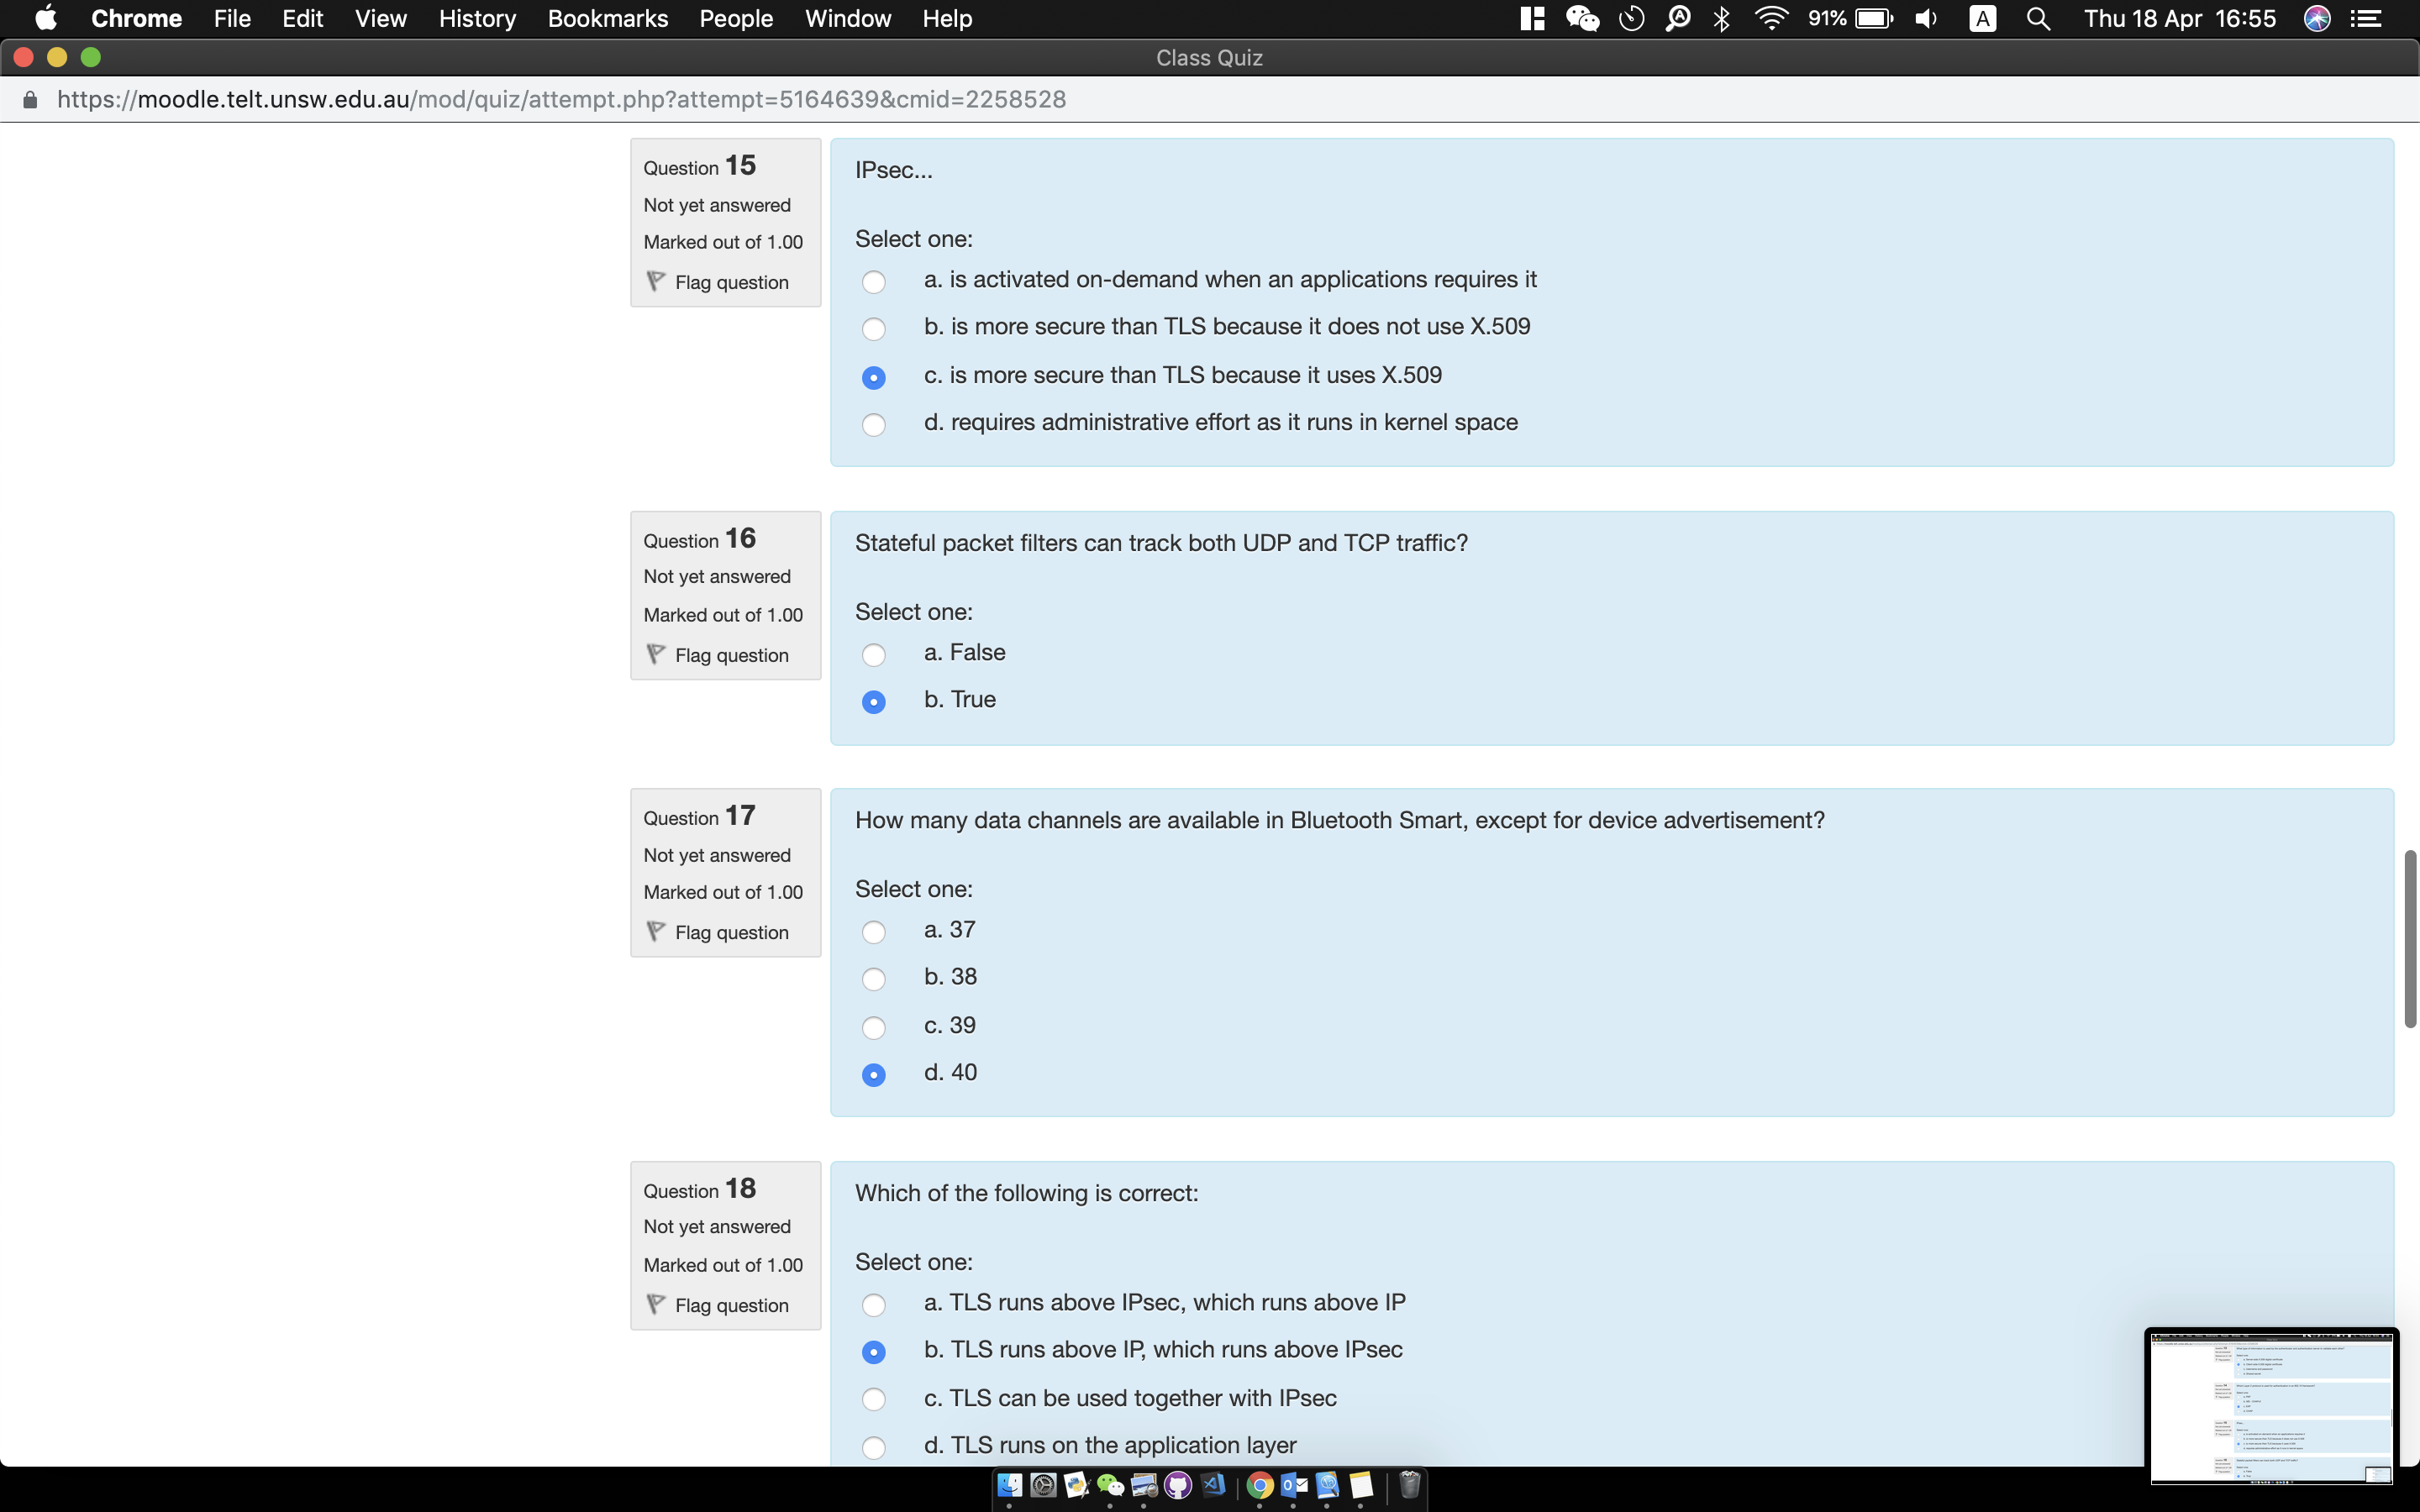 Chrome File Edit View History Bookmarks People Window Help 91% A Thu 18 Apr 16:55
Class Quiz
https://moodle.telt.unsw.edu.au/mod/quiz/attempt.php?attempt=5164639&cmid=2258528
Question 15
Not yet answered
Marked out of 1.00
Flag question
IPsec...
Select one:
a. is activated on-demand when an applications requires it
b. is more secure than TLS because it does not use X.509
c. is more secure than TLS because it uses X.509
d. requires administrative effort as it runs in kernel space
Question 16
Not yet answered
Marked out of 1.00
Flag question
Stateful packet filters can track both UDP and TCP traffic?
Select one:
a. False
b. True
Question 17
Not yet answered
Marked out of 1.00
Flag question
How many data channels are available in Bluetooth Smart, except for device advertisement?
Select one:
a. 37
b. 38
c. 39
d. 40
Question 18
Not yet answered
Marked out of 1.00
Flag question
Which of the following is correct:
Select one:
a. TLS runs above IPsec, which runs above IP
b. TLS runs above IP, which runs above IPsec
c. TLS can be used together with IPsec
d. TLS runs on the application layer